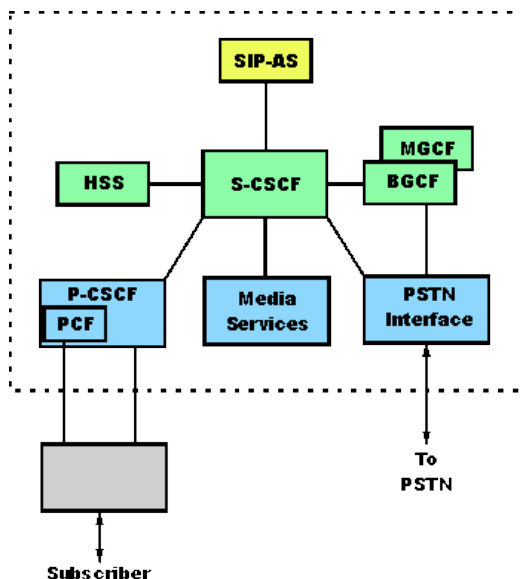 SIP-AS
MGCF
HSS
S-CSCF
BGCF
P-CSCF
PCF
Media
Services
PSTN
Interface
To
PSTN
Subscriber